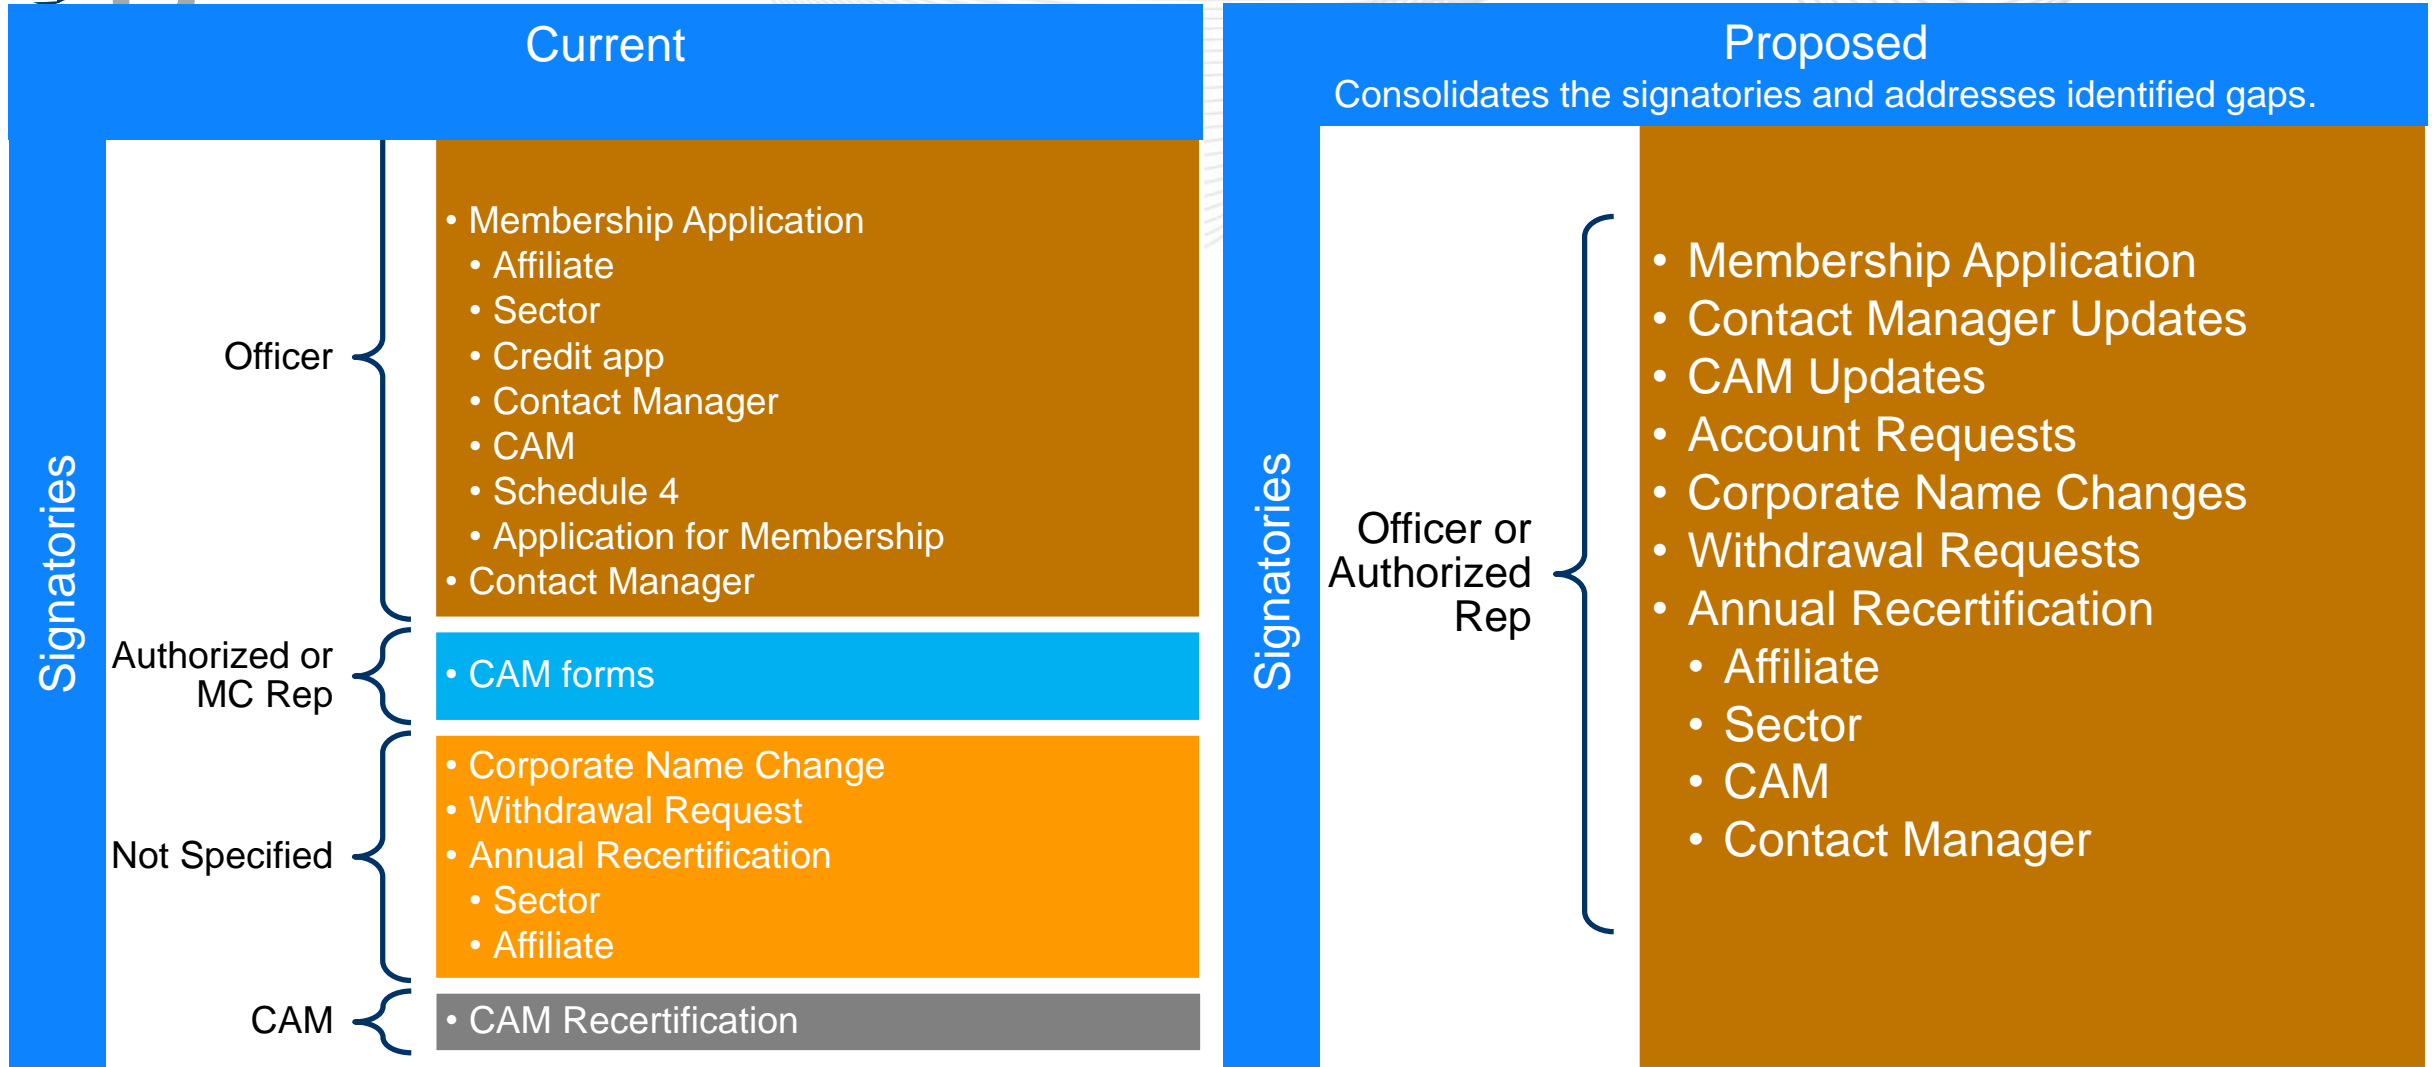 Current
Signatories
Officer
• Membership Application
• Affiliate
• Sector
• Credit app
• Contact Manager
• CAM
• Schedule 4
• Application for Membership
• Contact Manager
Authorized or
MC Rep
• CAM forms
Not Specified
• Corporate Name Change
• Withdrawal Request
• Annual Recertification
• Sector
• Affiliate
CAM
• CAM Recertification
Proposed
Consolidates the signatories and addresses identified gaps.
Signatories
Officer or
Authorized
Rep
• Membership Application
• Contact Manager Updates
• CAM Updates
• Account Requests
• Corporate Name Changes
• Withdrawal Requests
• Annual Recertification
• Affiliate
• Sector
• CAM
• Contact Manager